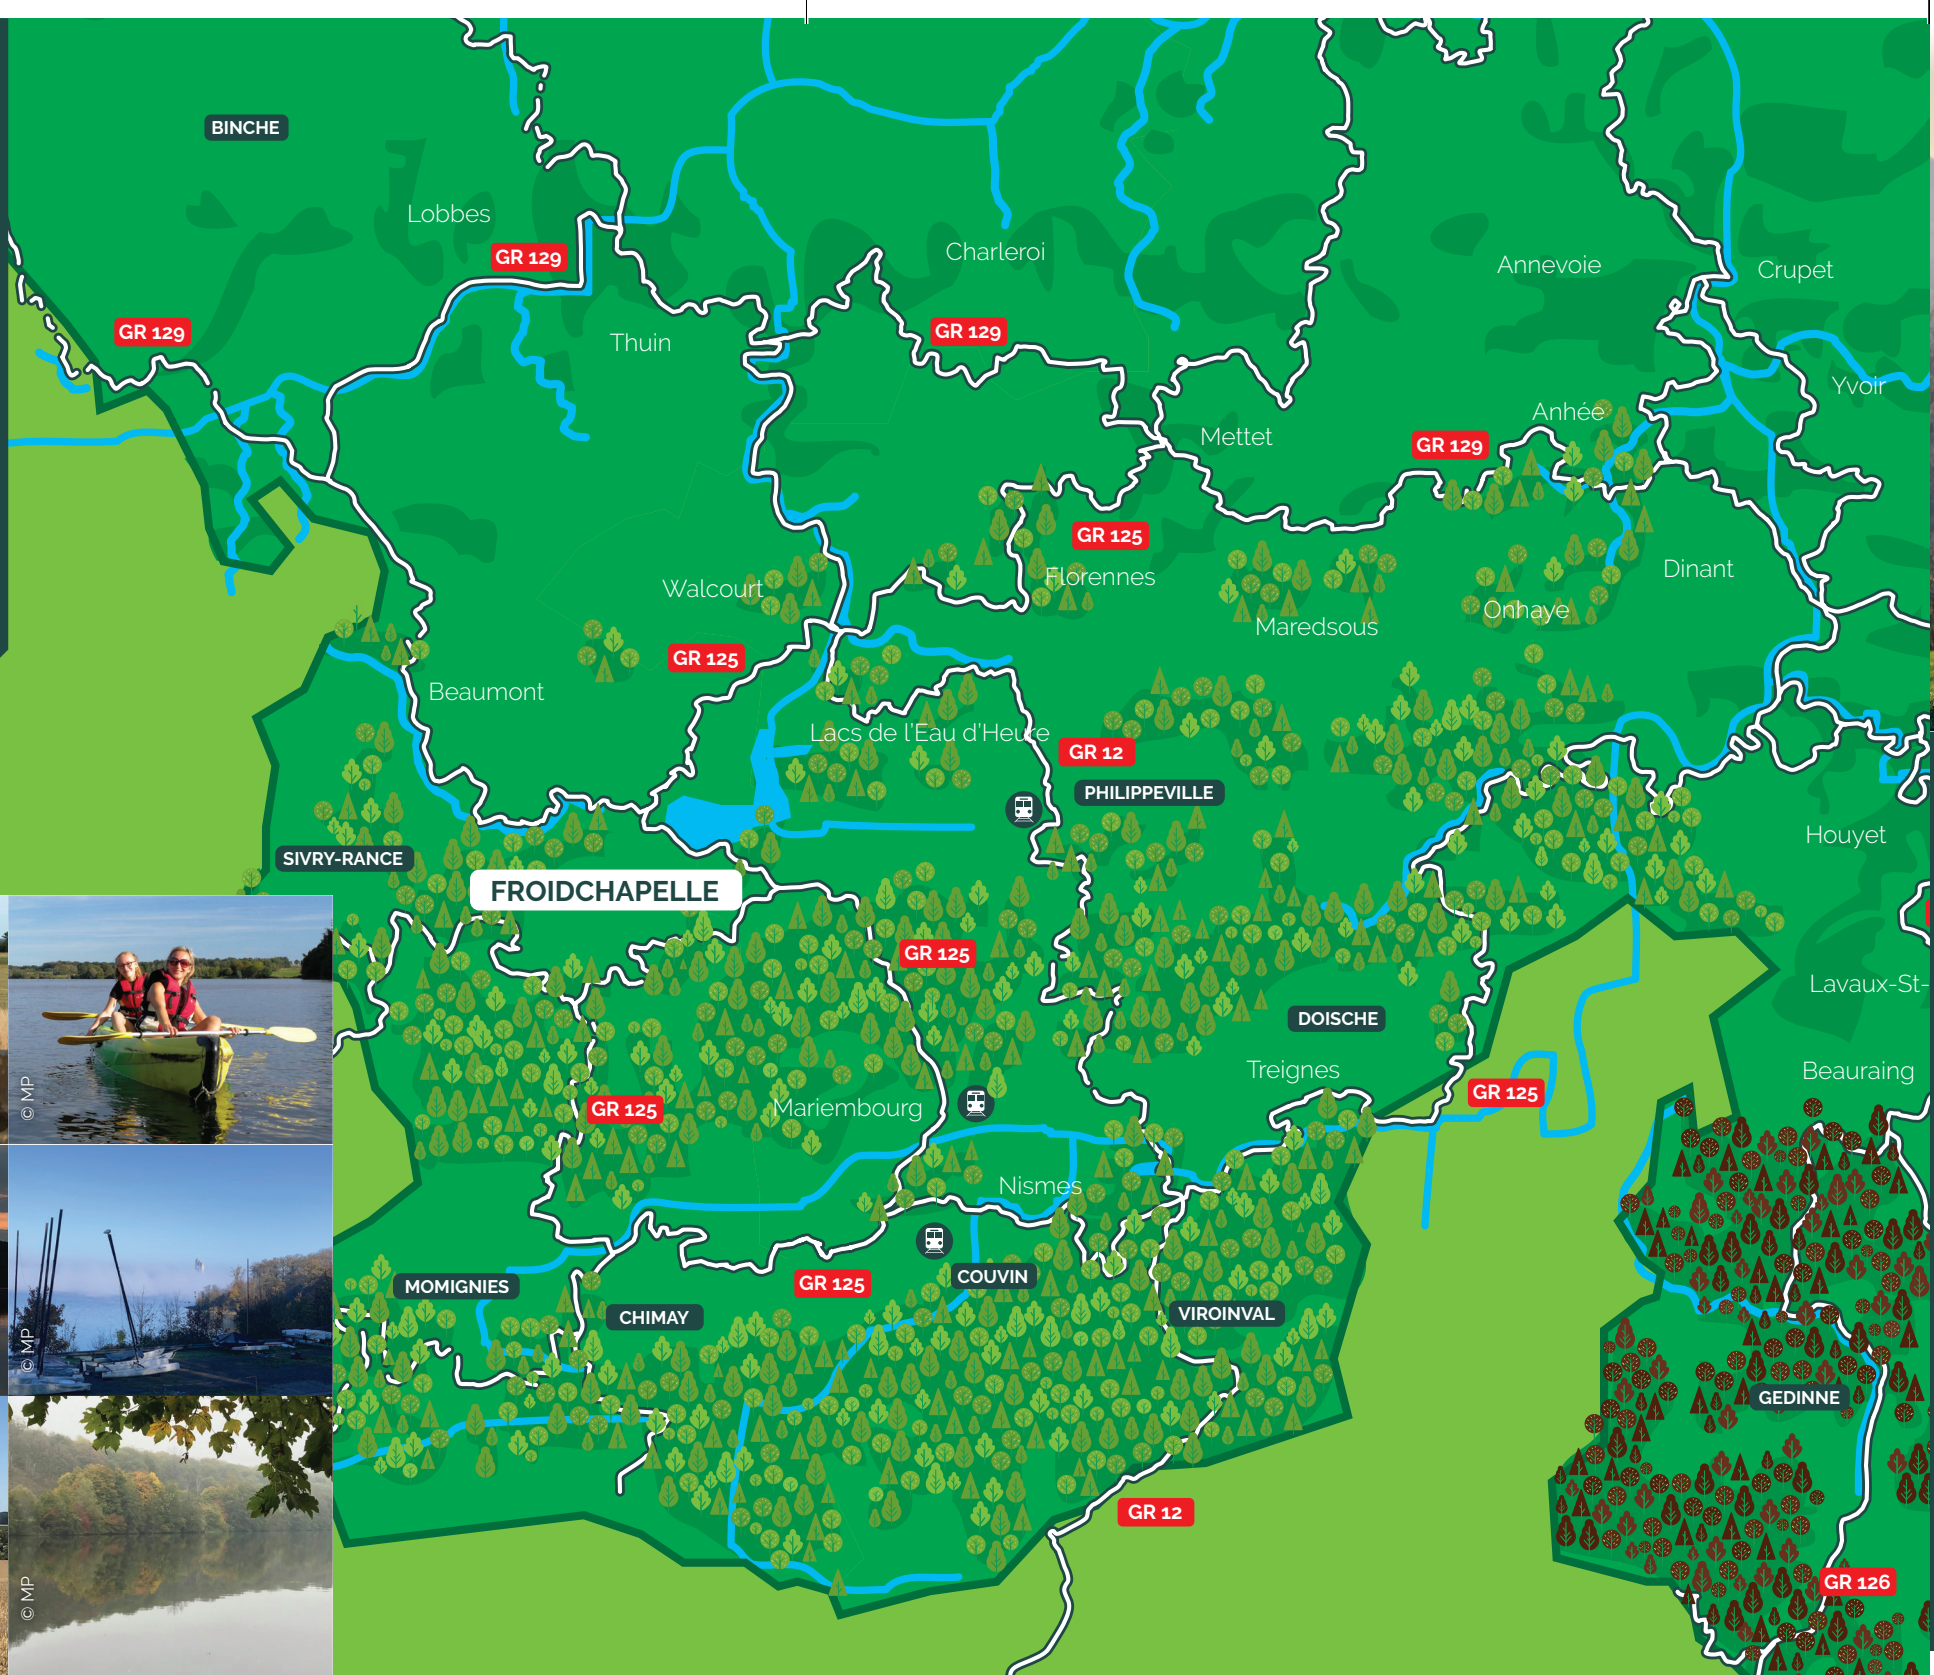 BINCHE
Lobbes
GR 129
Charleroi
Annevoie
Crupet
GR 129
Thuin
GR 129
Yvoir
Anhée
Mettet
GR 129
GR 125
Florennes
Dinant
Walcourt
Onhaye
Maredsous
GR 125
Beaumont
Lacs de l'Eau d'Heure
GR 12
PHILIPPEVILLE
Houyet
SIVRY-RANCE
FROIDCHAPELLE
GR 125
Lavaux-St-
DOISCHE
Treignes
Beauraing
GR 125
GR 125
Mariembourg
© MP
Nismes
COUVIN
MOMIGNIES
GR 125
CHIMAY
VIROINVAL
© MP
GEDINNE
GR 12
GR 126
© MP